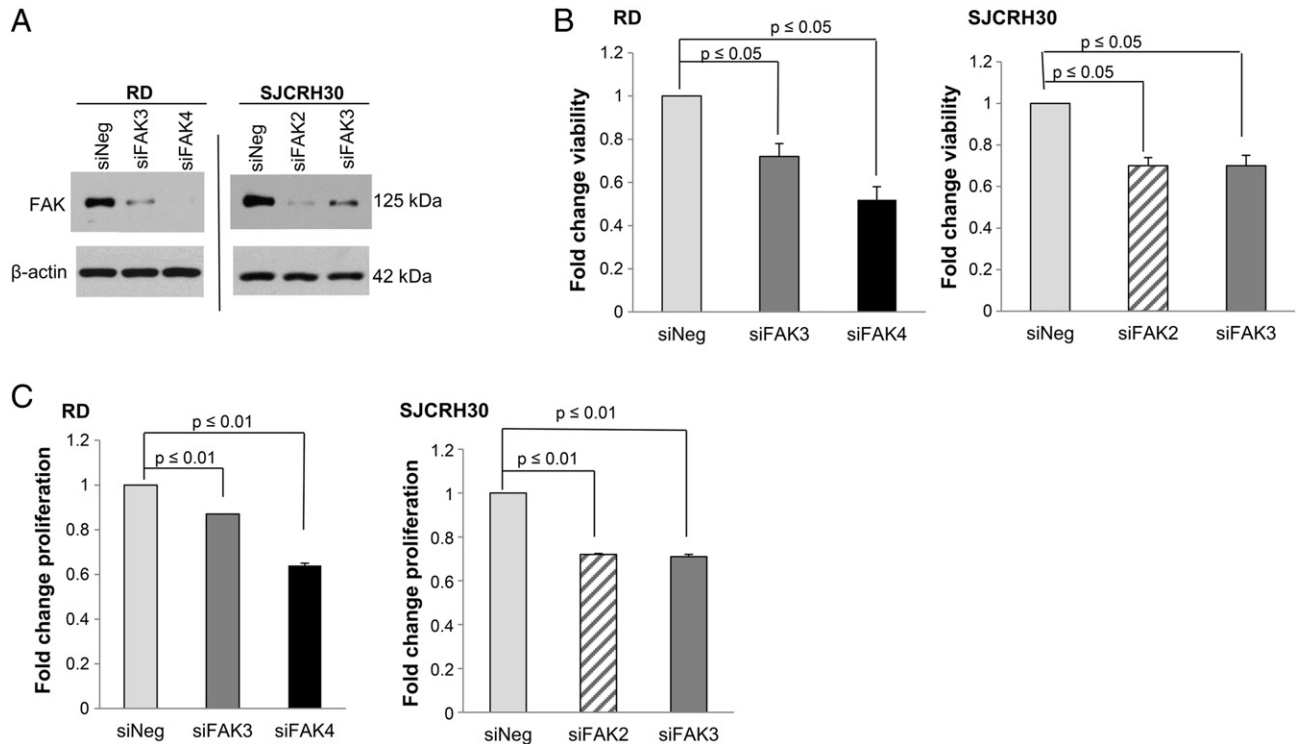 A
RD
SJCRH30
siNeg
siFAK3
siFAK4
siNeg
siFAK2
siFAK3
FAK
125 kDa
β-actin
42 kDa
B
RD
p ≤ 0.05
p ≤ 0.05
Fold change viability
1.2
1
0.8
0.6
0.4
0.2
0
siNeg siFAK3 siFAK4
SJCRH30
p ≤ 0.05
p ≤ 0.05
Fold change viability
1.2
1
0.8
0.6
0.4
0.2
0
siNeg siFAK2 siFAK3
C
RD
p ≤ 0.01
p ≤ 0.01
Fold change proliferation
1.2
1
0.8
0.6
0.4
0.2
0
siNeg siFAK3 siFAK4
SJCRH30
p ≤ 0.01
p ≤ 0.01
Fold change proliferation
1.2
1
0.8
0.6
0.4
0.2
0
siNeg siFAK2 siFAK3